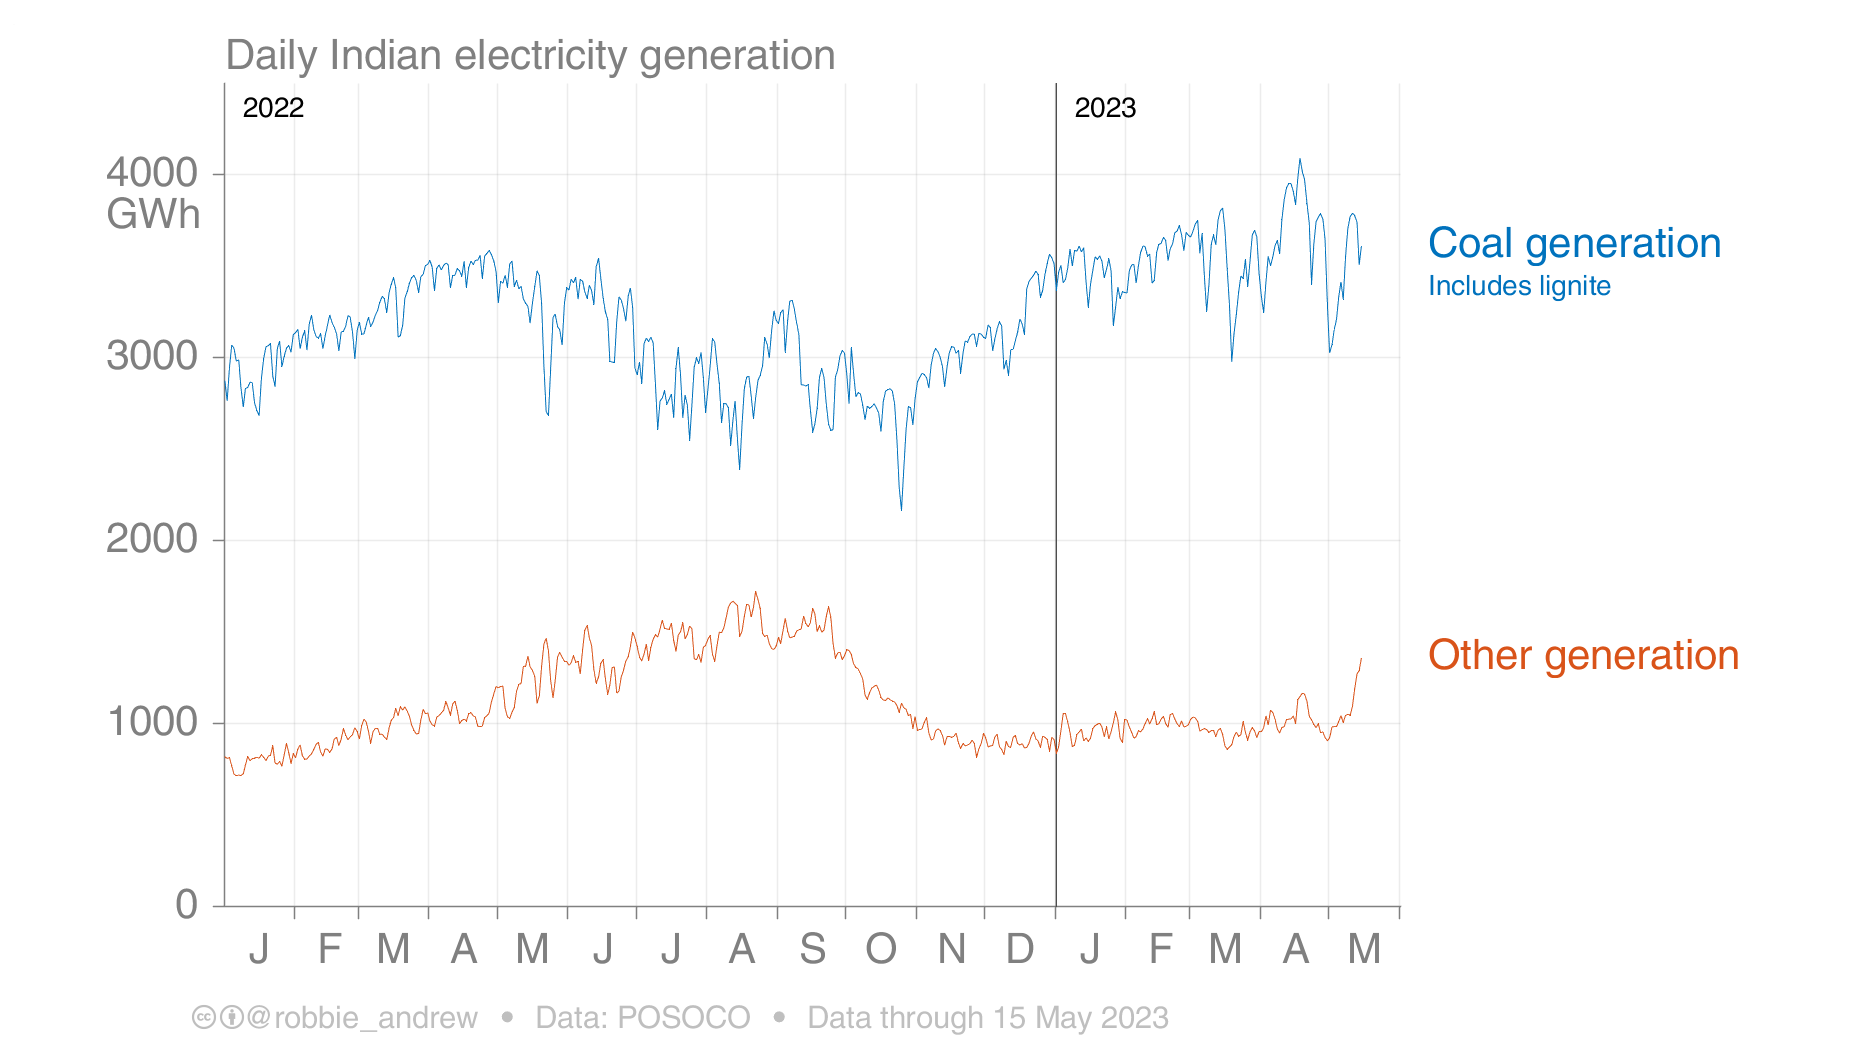 Daily Indian electricity generation
2022
2023
4000
GWh
3000
2000
1000
0
Coal generation
Includes lignite
Other generation
J F M A M J J A S O N D J F M A M
@robbie_andrew • Data: POSOCO • Data through 15 May 2023